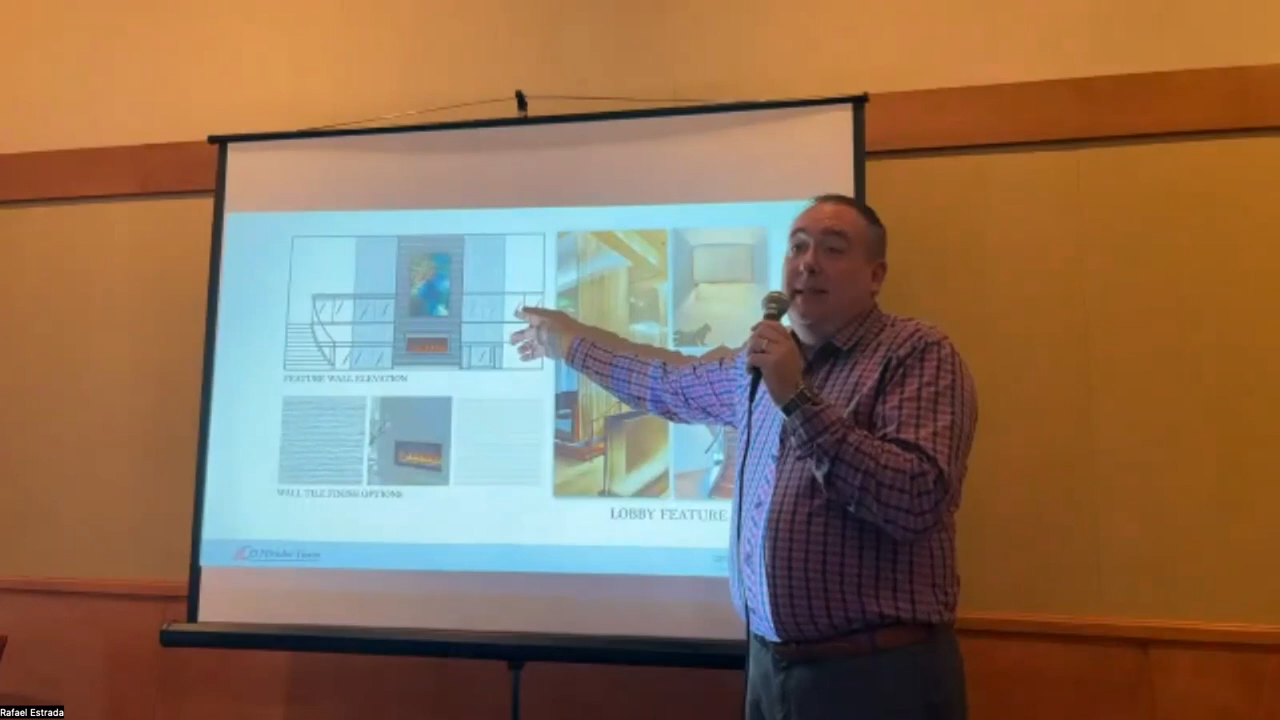 FEATURE WALL ELEVATION
WALL TILE FINISH OPTIONS
LOBBY FEATURE
Rafael Estrada